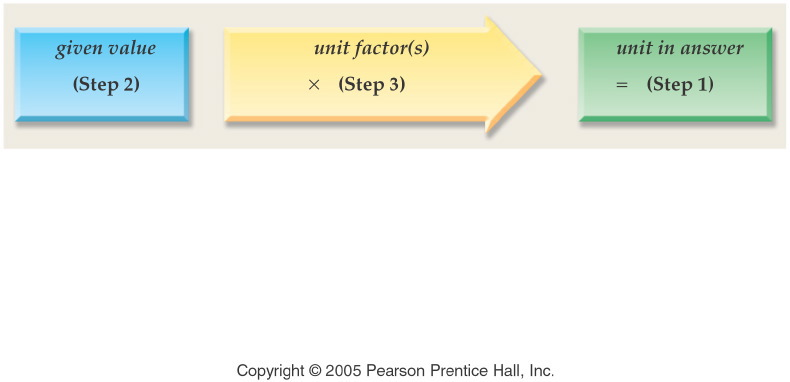 given value
(Step 2)
unit factor(s)
× (Step 3)
unit in answer
= (Step 1)
Copyright © 2005 Pearson Prentice Hall, Inc.